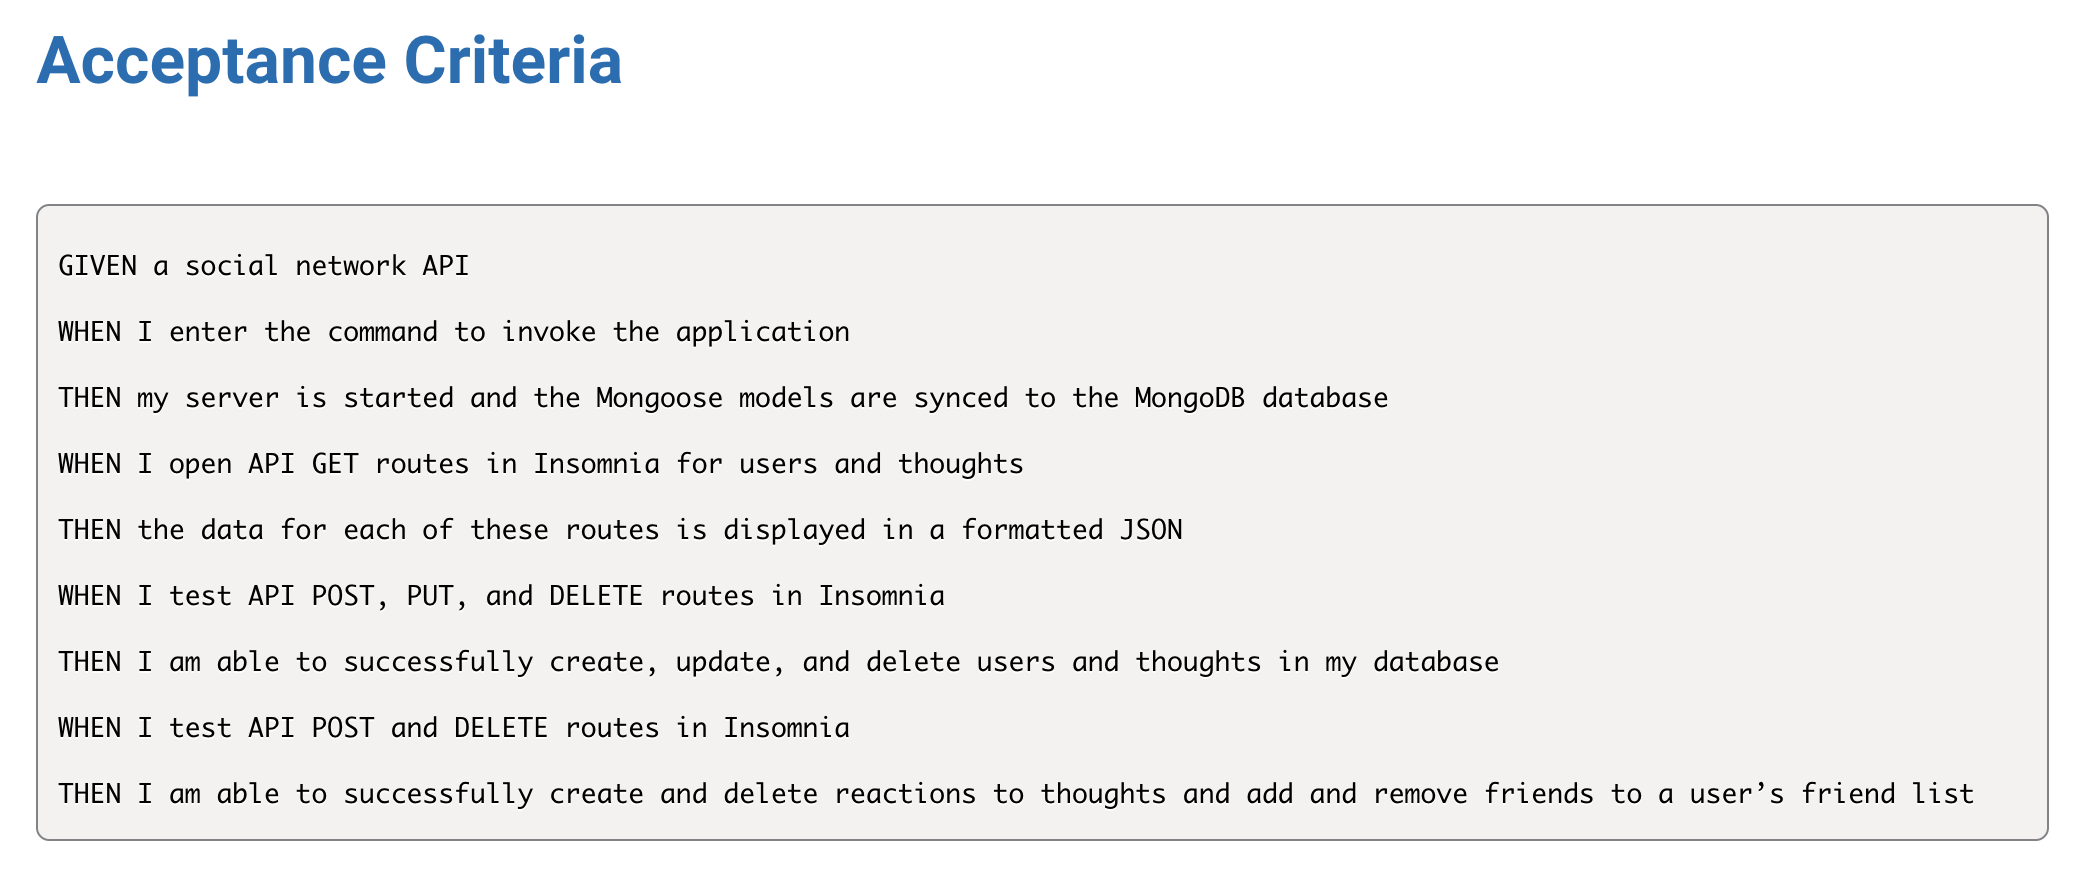 Acceptance Criteria
GIVEN a social network API
WHEN I enter the command to invoke the application
THEN my server is started and the Mongoose models are synced to the MongoDB database
WHEN I open API GET routes in Insomnia for users and thoughts
THEN the data for each of these routes is displayed in a formatted JSON
WHEN I test API POST, PUT, and DELETE routes in Insomnia
THEN I am able to successfully create, update, and delete users and thoughts in my database
WHEN I test API POST and DELETE routes in Insomnia
THEN I am able to successfully create and delete reactions to thoughts and add and remove friends to a user’s friend list